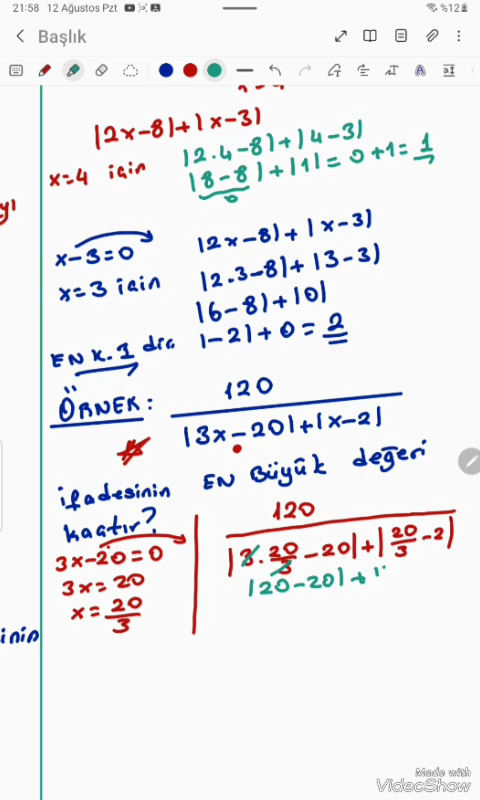 21:58 12 Ağustos Pzt %12
Başlık
|2x-8|+|x-3|
x=4 için |2.4-8|+|4-3|
|8-8|+|1|=0+1=1
0
x-3=0 |2x-8|+|x-3|
x=3 için |2.3-8|+|3-3|
|6-8|+|0|
|-2|+0=2
EN K. 1 dir
ÖRNEK: 120
|3x-20|+|x-2|
ifadesinin EN Büyük değeri
kaçtır?
3x-20=0
3x=20
x=20/3
120
|3.20/3-20|+|20/3-2|
|20-20|+
inin
Made with
VideoShow